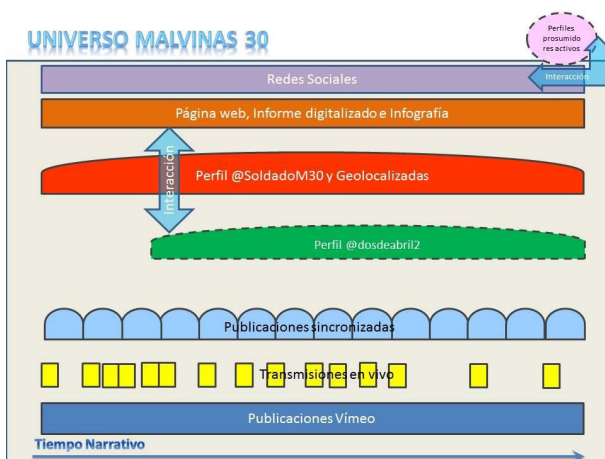 UNIVERSO MALVINAS 30
Perfiles
prosumido
res activos
Interacción
Redes Sociales
Página web, Informe digitalizado e Infografía
Interacción
Perfil @SoldadoM30 y Geolocalizadas
Perfil @dosdeabril2
Publicaciones sincronizadas
Transmisiones en vivo
Publicaciones Vímeo
Tiempo Narrativo